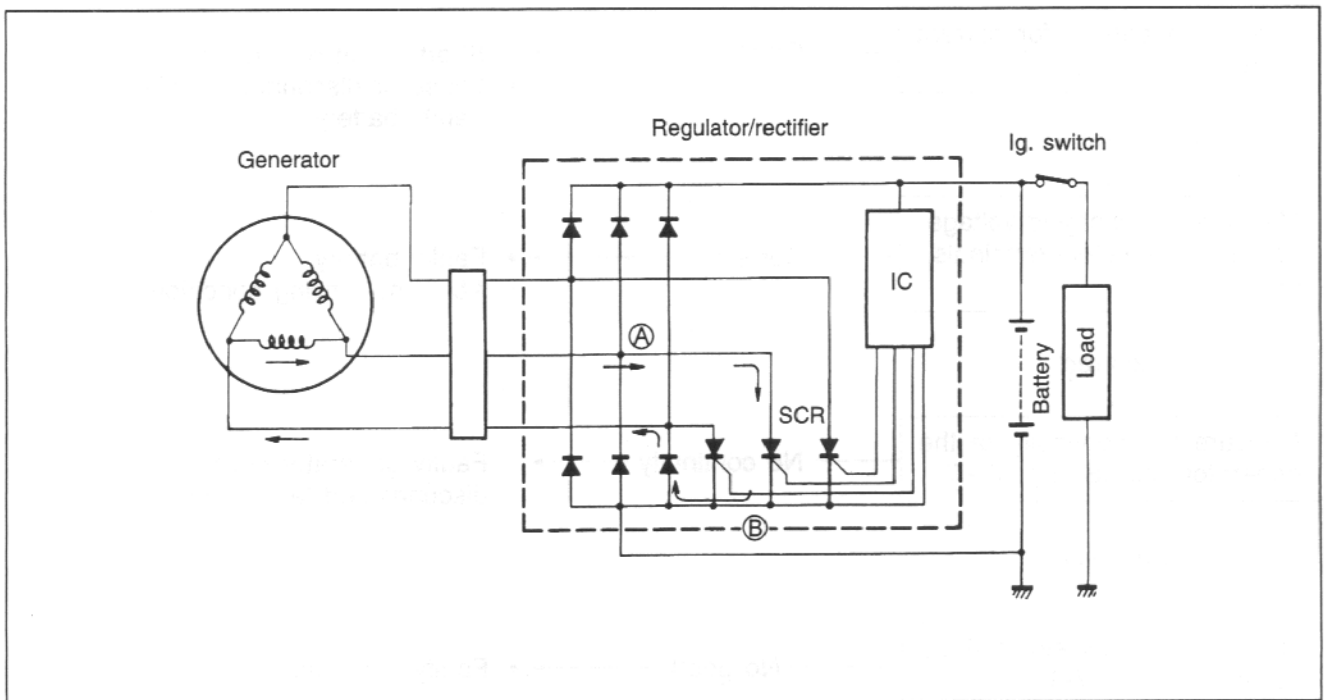 Generator
Regulator/rectifier
Ig. switch
IC
A
SCR
Battery
Load
B